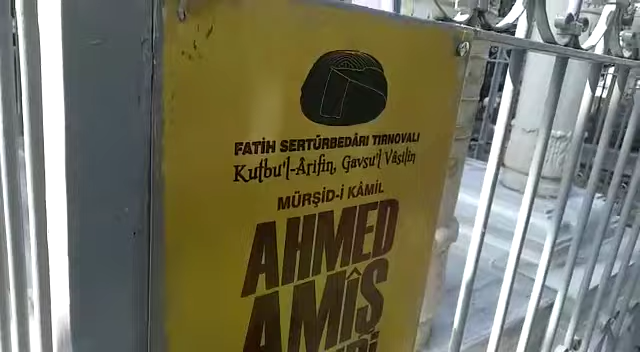 FATİH SERTÜRBEDÂRI TIRNOVALI
Kutbu'l-Ârifîn, Gavsu'l Vâsılîn
MÜRŞİD-İ KÂMİL
AHMED
AMİŞ